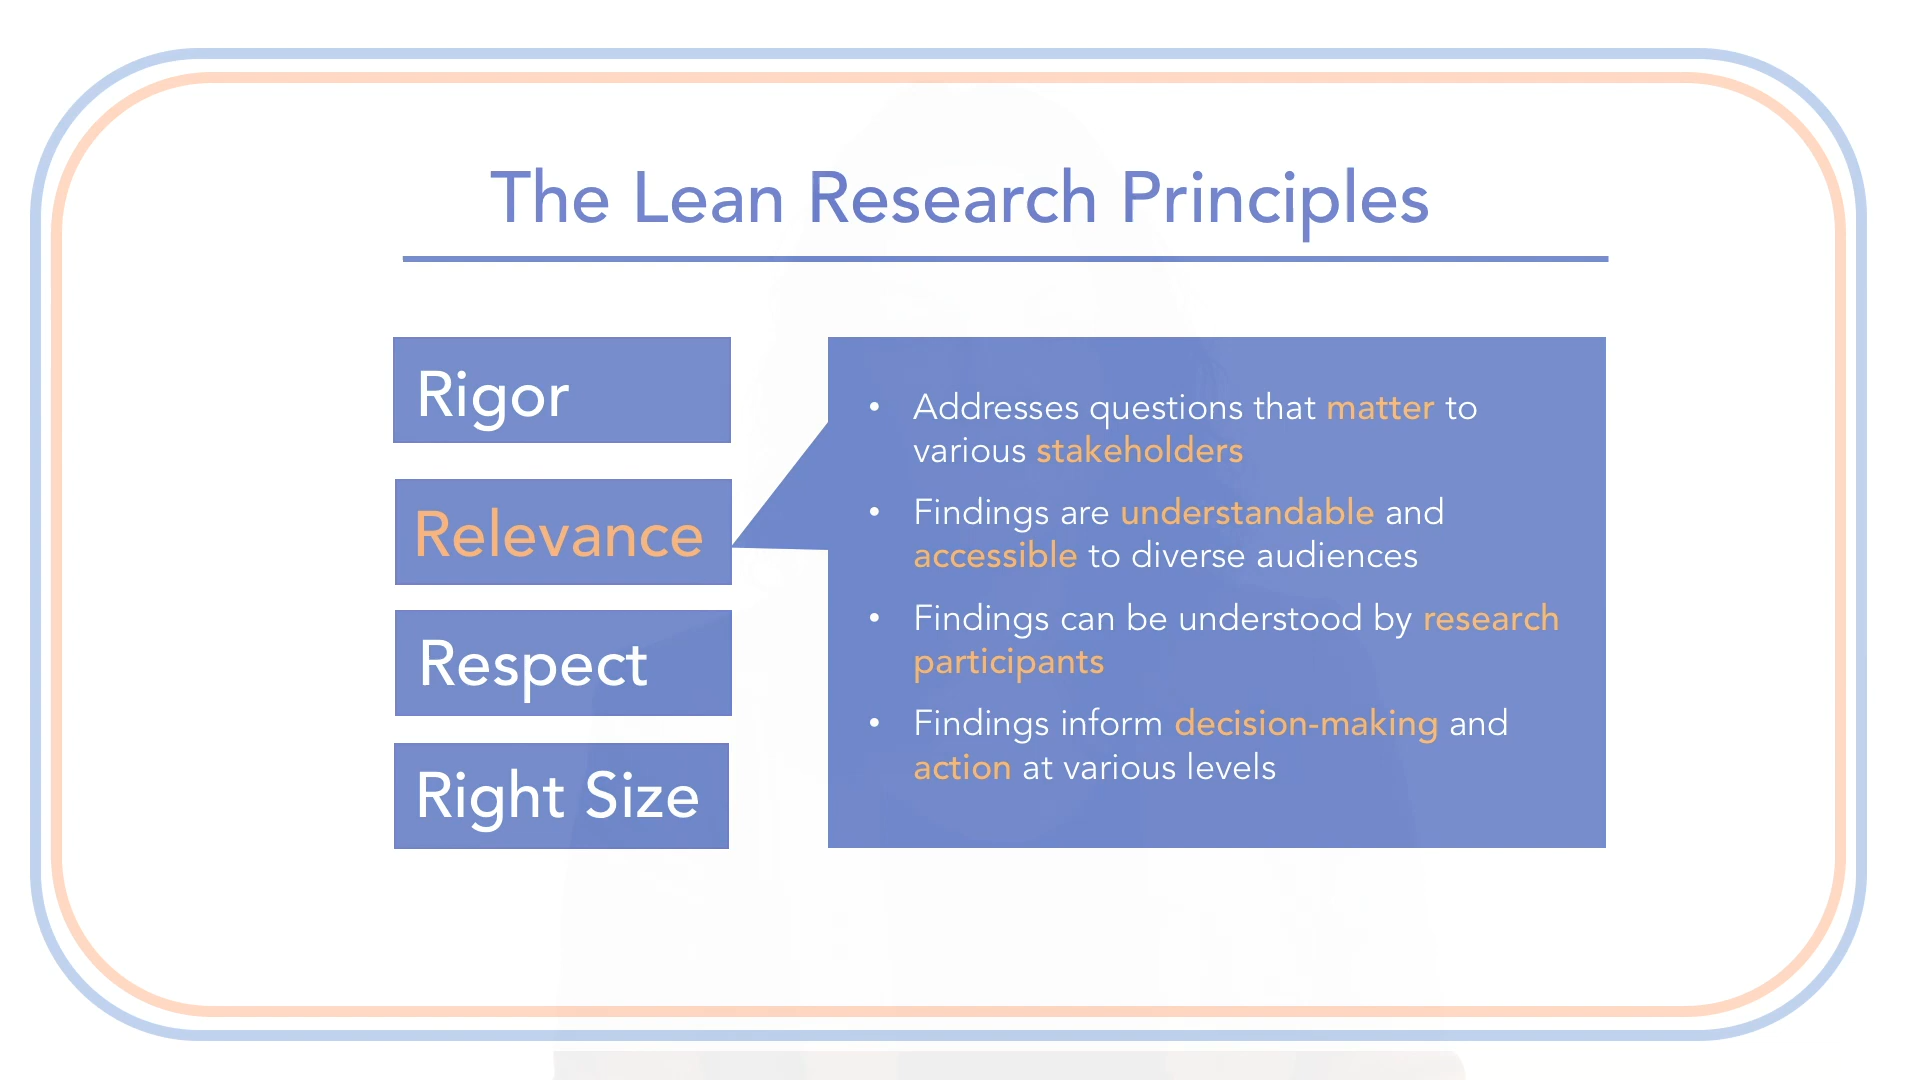 The Lean Research Principles
Rigor
Relevance
Respect
Right Size
• Addresses questions that matter to
various stakeholders
• Findings are understandable and
accessible to diverse audiences
• Findings can be understood by research
participants
• Findings inform decision-making and
action at various levels